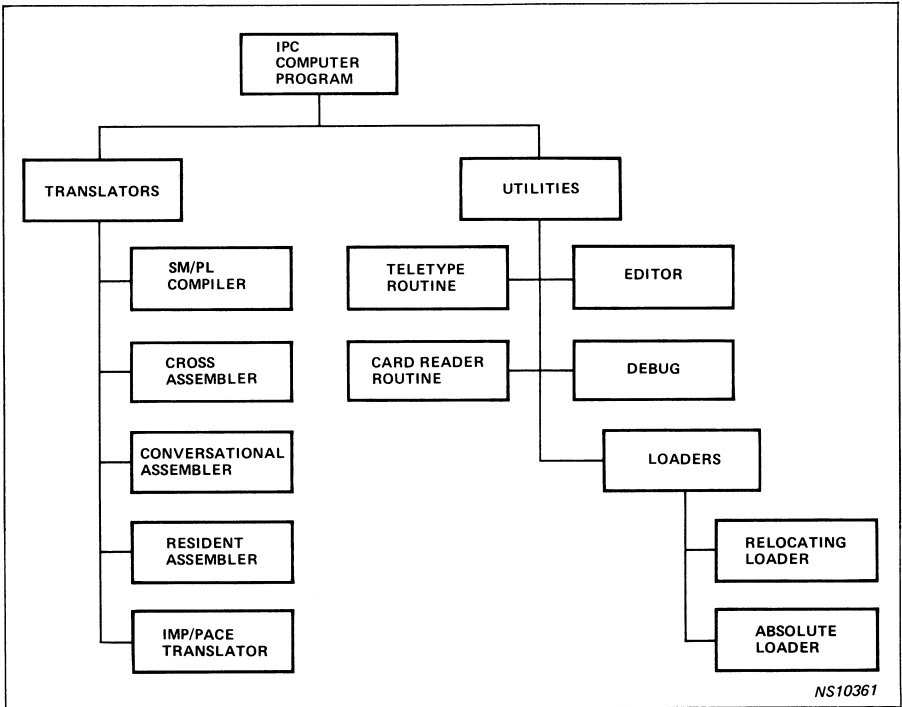 IPC
COMPUTER
PROGRAM
TRANSLATORS
UTILITIES
SM/PL
COMPILER
TELETYPE
ROUTINE
EDITOR
CROSS
ASSEMBLER
CARD READER
ROUTINE
DEBUG
CONVERSATIONAL
ASSEMBLER
LOADERS
RESIDENT
ASSEMBLER
RELOCATING
LOADER
IMP/PACE
TRANSLATOR
ABSOLUTE
LOADER
NS10361